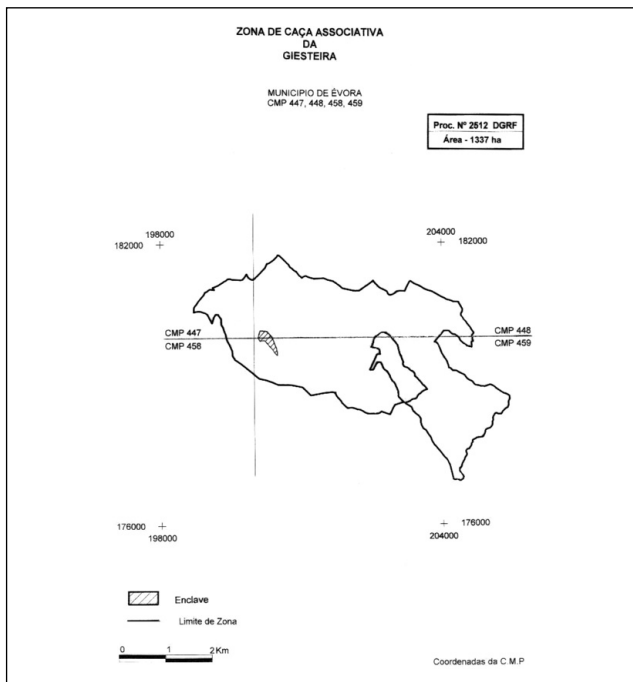 ZONA DE CAÇA ASSOCIATIVA
DA
GIESTEIRA
MUNICIPIO DE ÉVORA
CMP 447, 448, 458, 459
Proc. Nº 2512 DGRF
Área - 1337 ha
198000
182000
204000
182000
CMP 447
CMP 458
CMP 448
CMP 459
176000
198000
176000
204000
Enclave
Limite de Zona
0 1 2 Km
Coordenadas da C.M.P